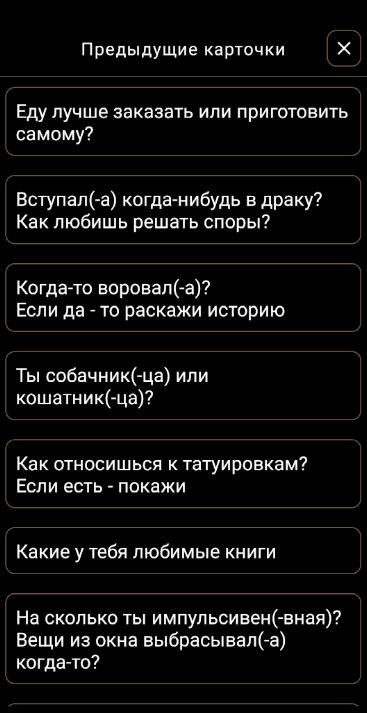 Предыдущие карточки
Еду лучше заказать или приготовить
самому?
Вступал(-а) когда-нибудь в драку?
Как любишь решать споры?
Когда-то воровал(-а)?
Если да - то раскажи историю
Ты собачник(-ца) или
кошатник(-ца)?
Как относишься к татуировкам?
Если есть - покажи
Какие у тебя любимые книги
На сколько ты импульсивен(-вная)?
Вещи из окна выбрасывал(-а)
когда-то?